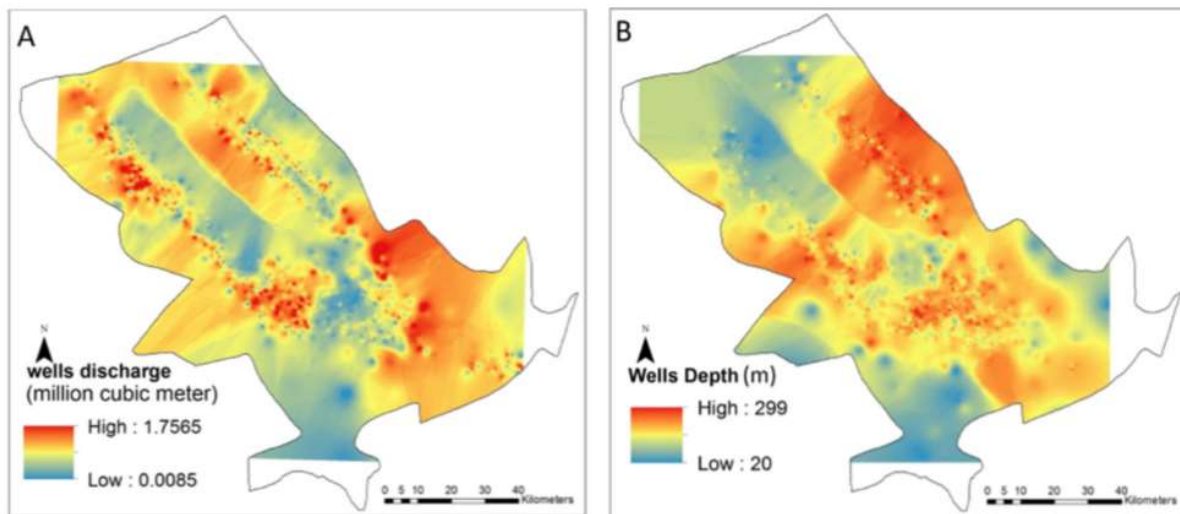 A
N
wells discharge
(million cubic meter)
High : 1.7565
Low : 0.0085
0 5 10 20 30 40
Kilometers
B
N
Wells Depth (m)
High : 299
Low : 20
0 5 10 20 30 40
Kilometers